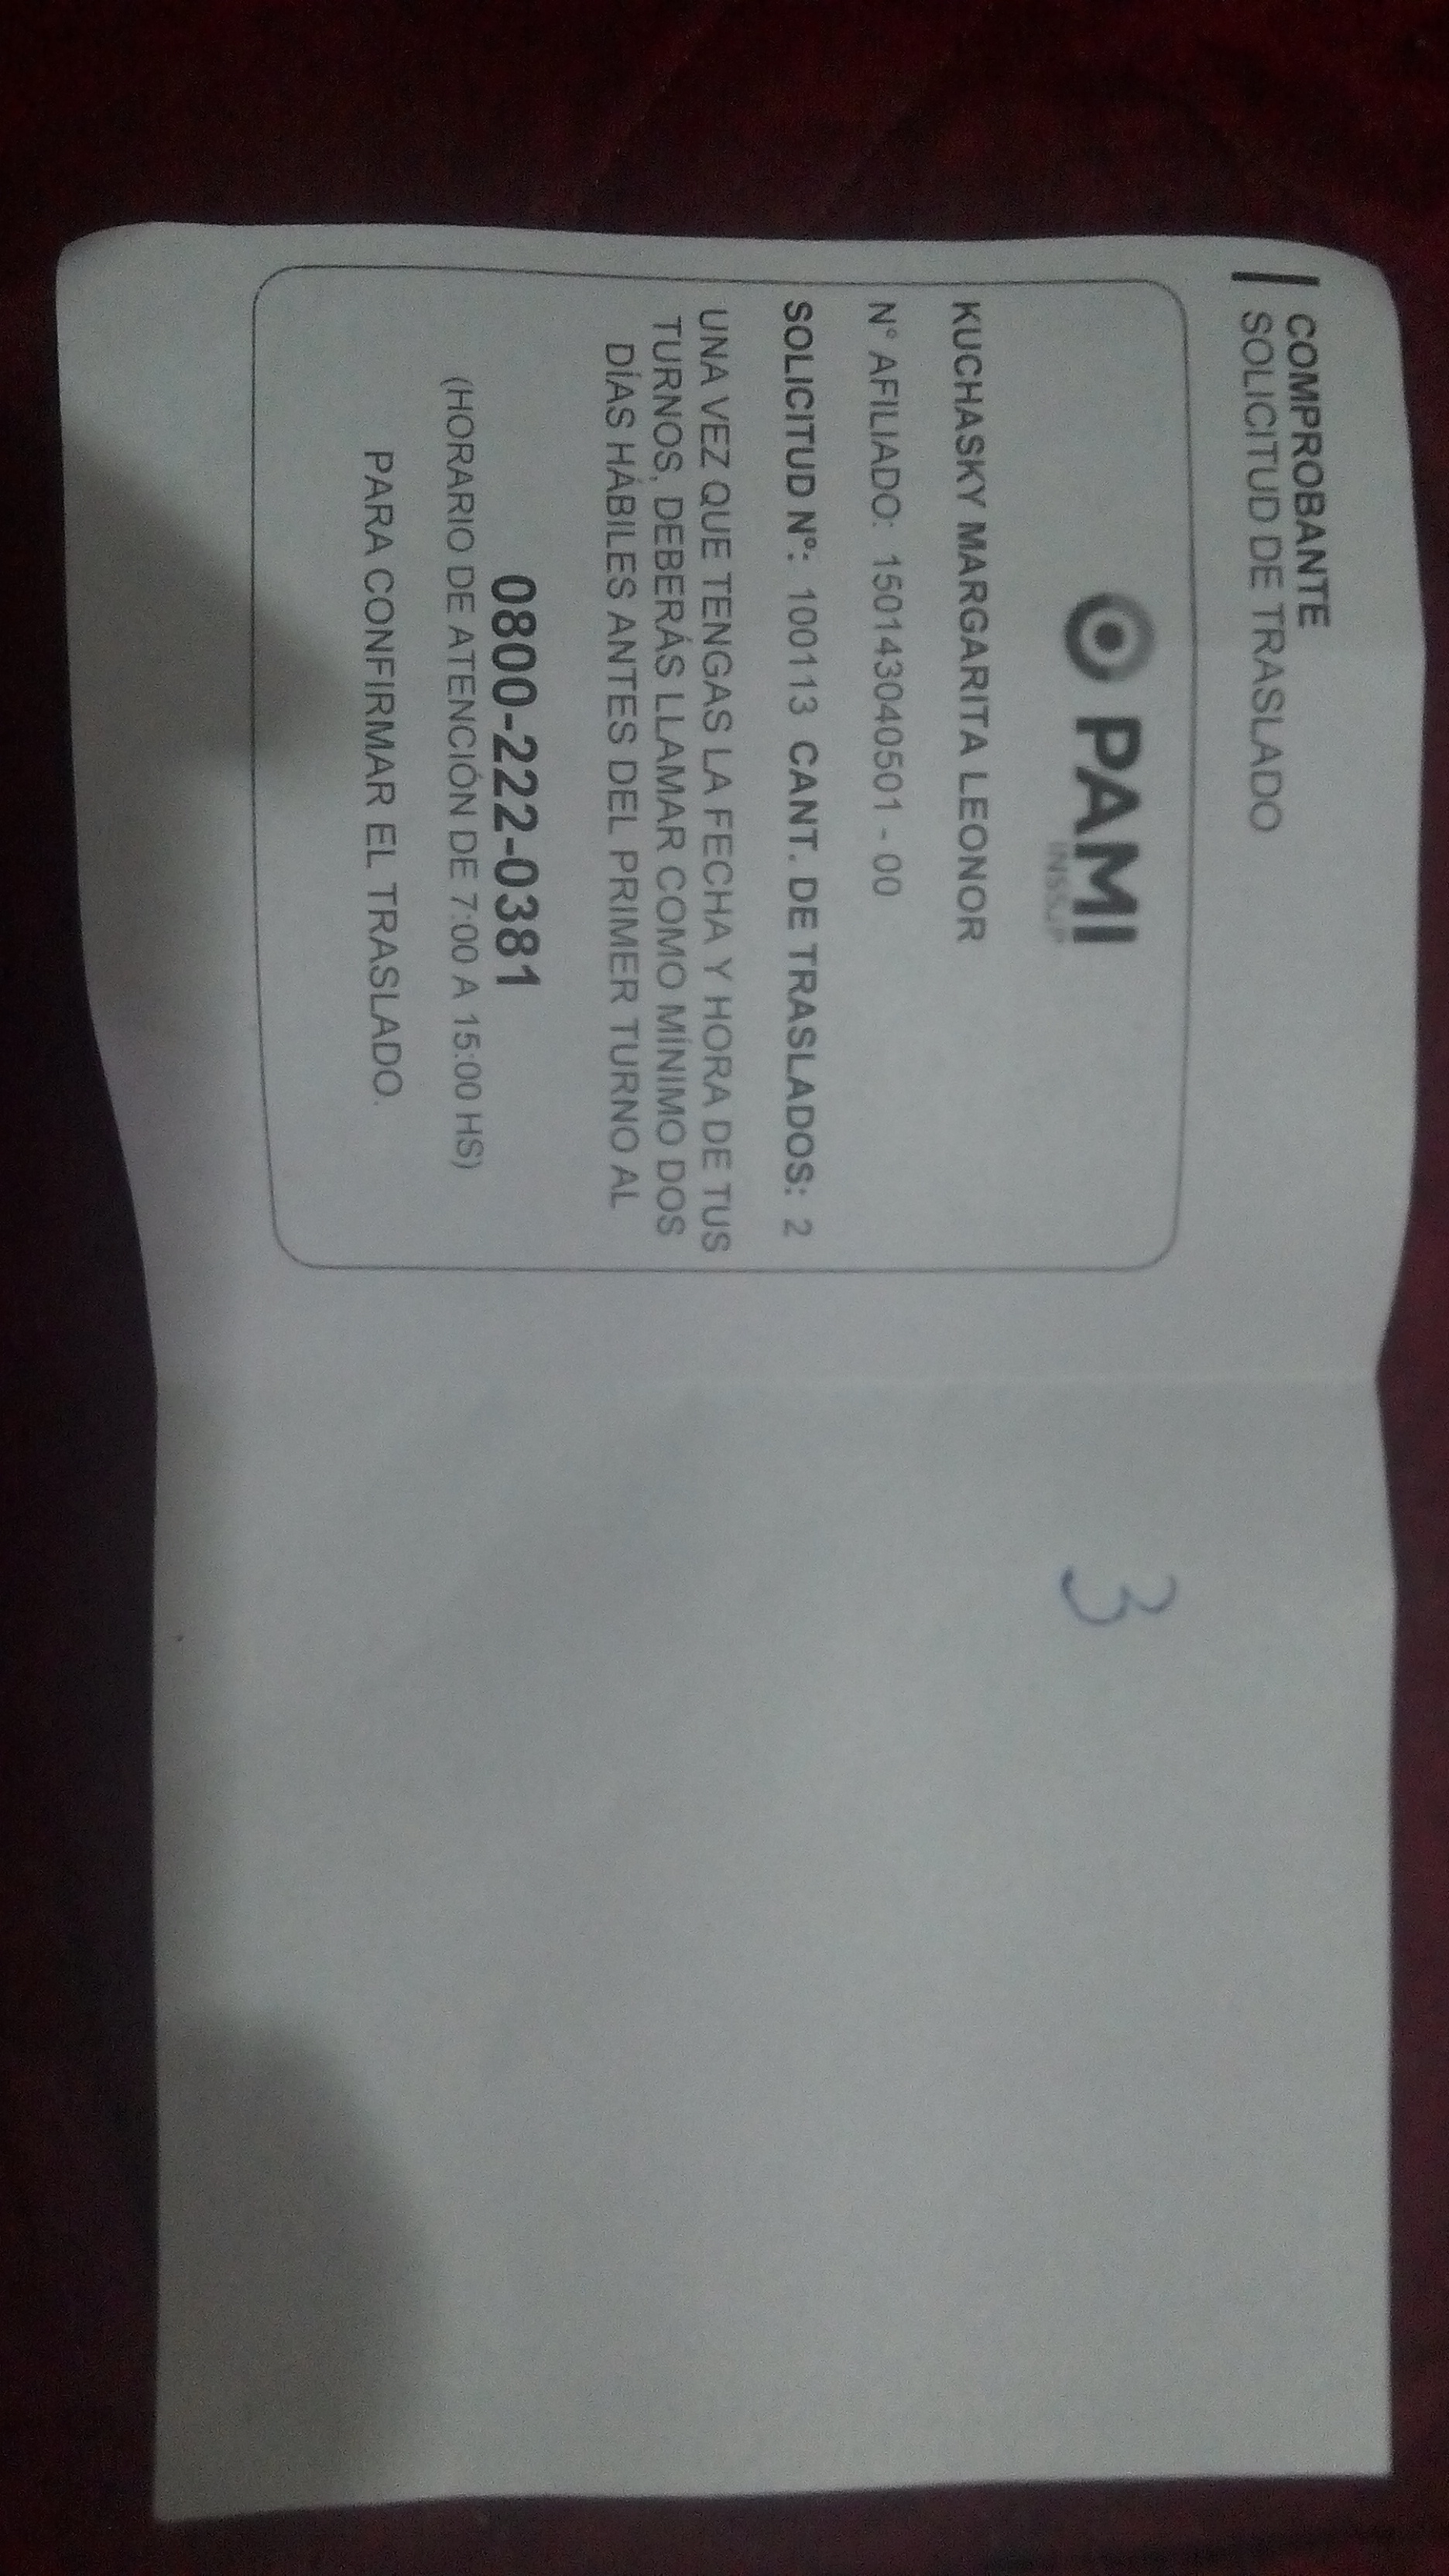 COMPROBANTE
SOLICITUD DE TRASLADO
PAMI
INSSJP
KUCHASKY MARGARITA LEONOR
N° AFILIADO: 150143040501 - 00
SOLICITUD Nº: 100113 CANT. DE TRASLADOS: 2
UNA VEZ QUE TENGAS LA FECHA Y HORA DE TUS
TURNOS, DEBERÁS LLAMAR COMO MÍNIMO DOS
DÍAS HÁBILES ANTES DEL PRIMER TURNO AL
0800-222-0381
(HORARIO DE ATENCIÓN DE 7:00 A 15:00 HS)
PARA CONFIRMAR EL TRASLADO.
3